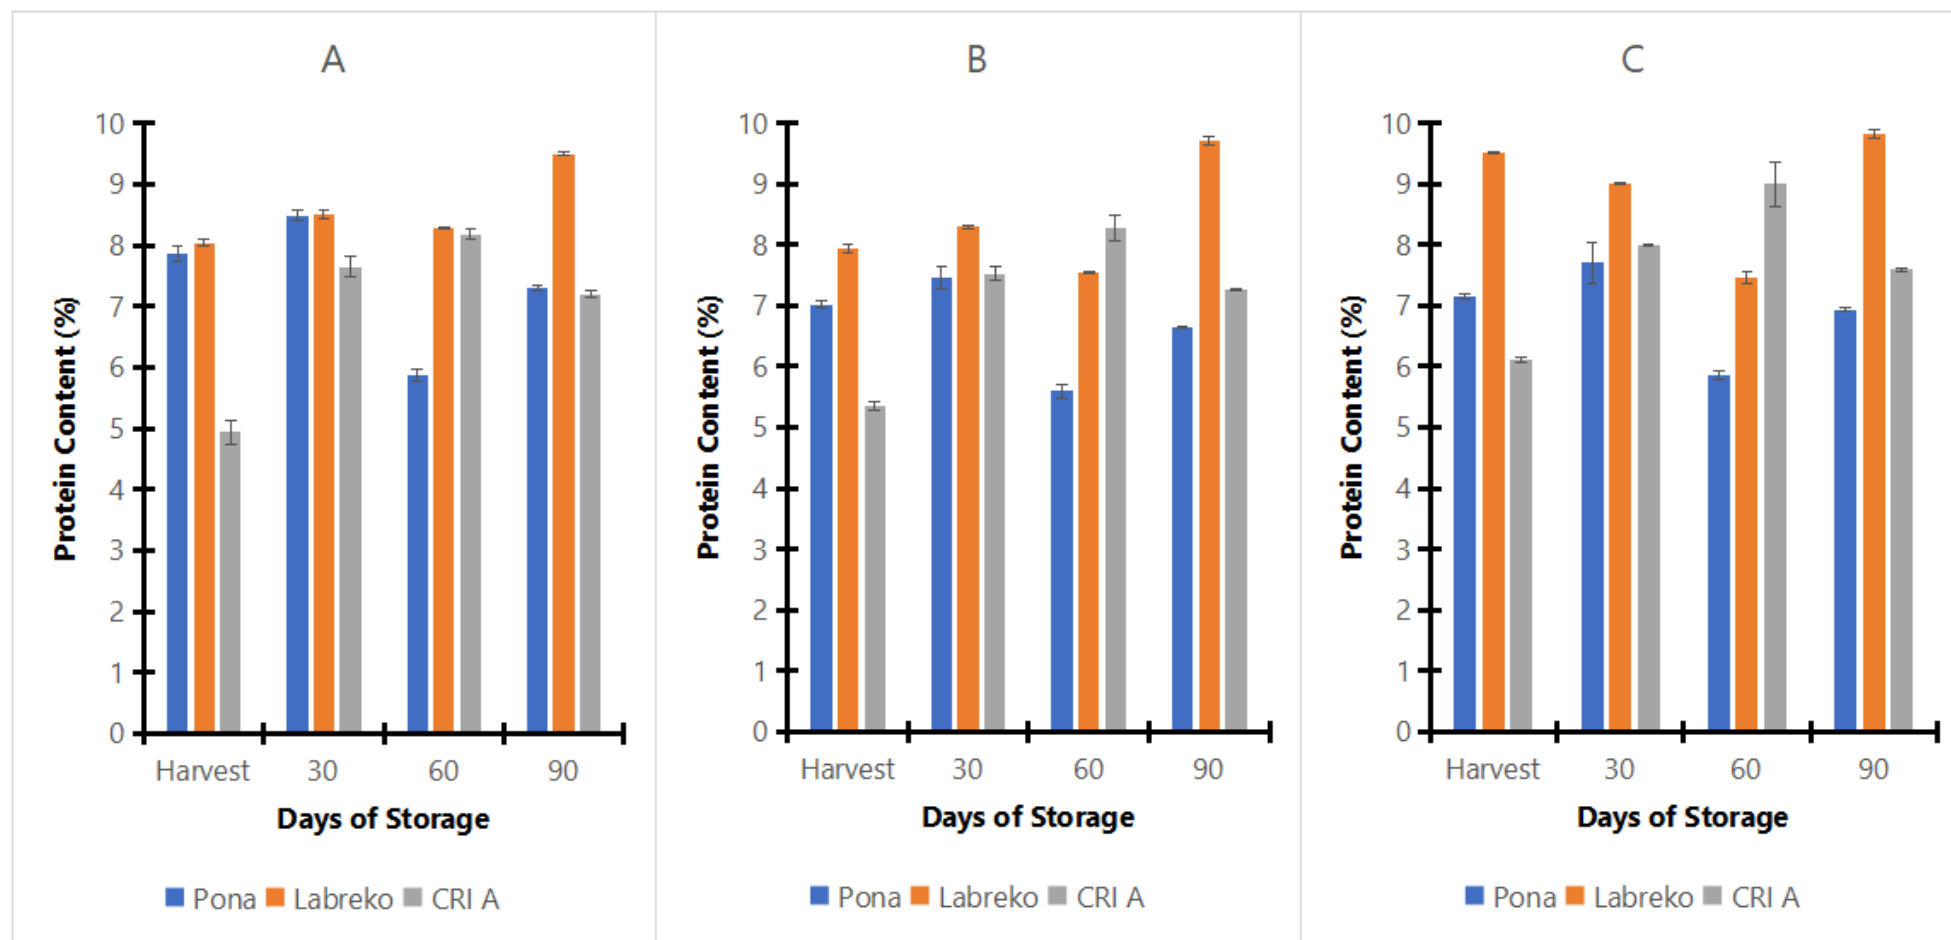 A
10
9
8
7
6
5
4
3
2
1
0
Protein Content (%)
Harvest 30 60 90
Days of Storage
Pona Labreko CRI A
B
10
9
8
7
6
5
4
3
2
1
0
Protein Content (%)
Harvest 30 60 90
Days of Storage
Pona Labreko CRI A
C
10
9
8
7
6
5
4
3
2
1
0
Protein Content (%)
Harvest 30 60 90
Days of Storage
Pona Labreko CRI A